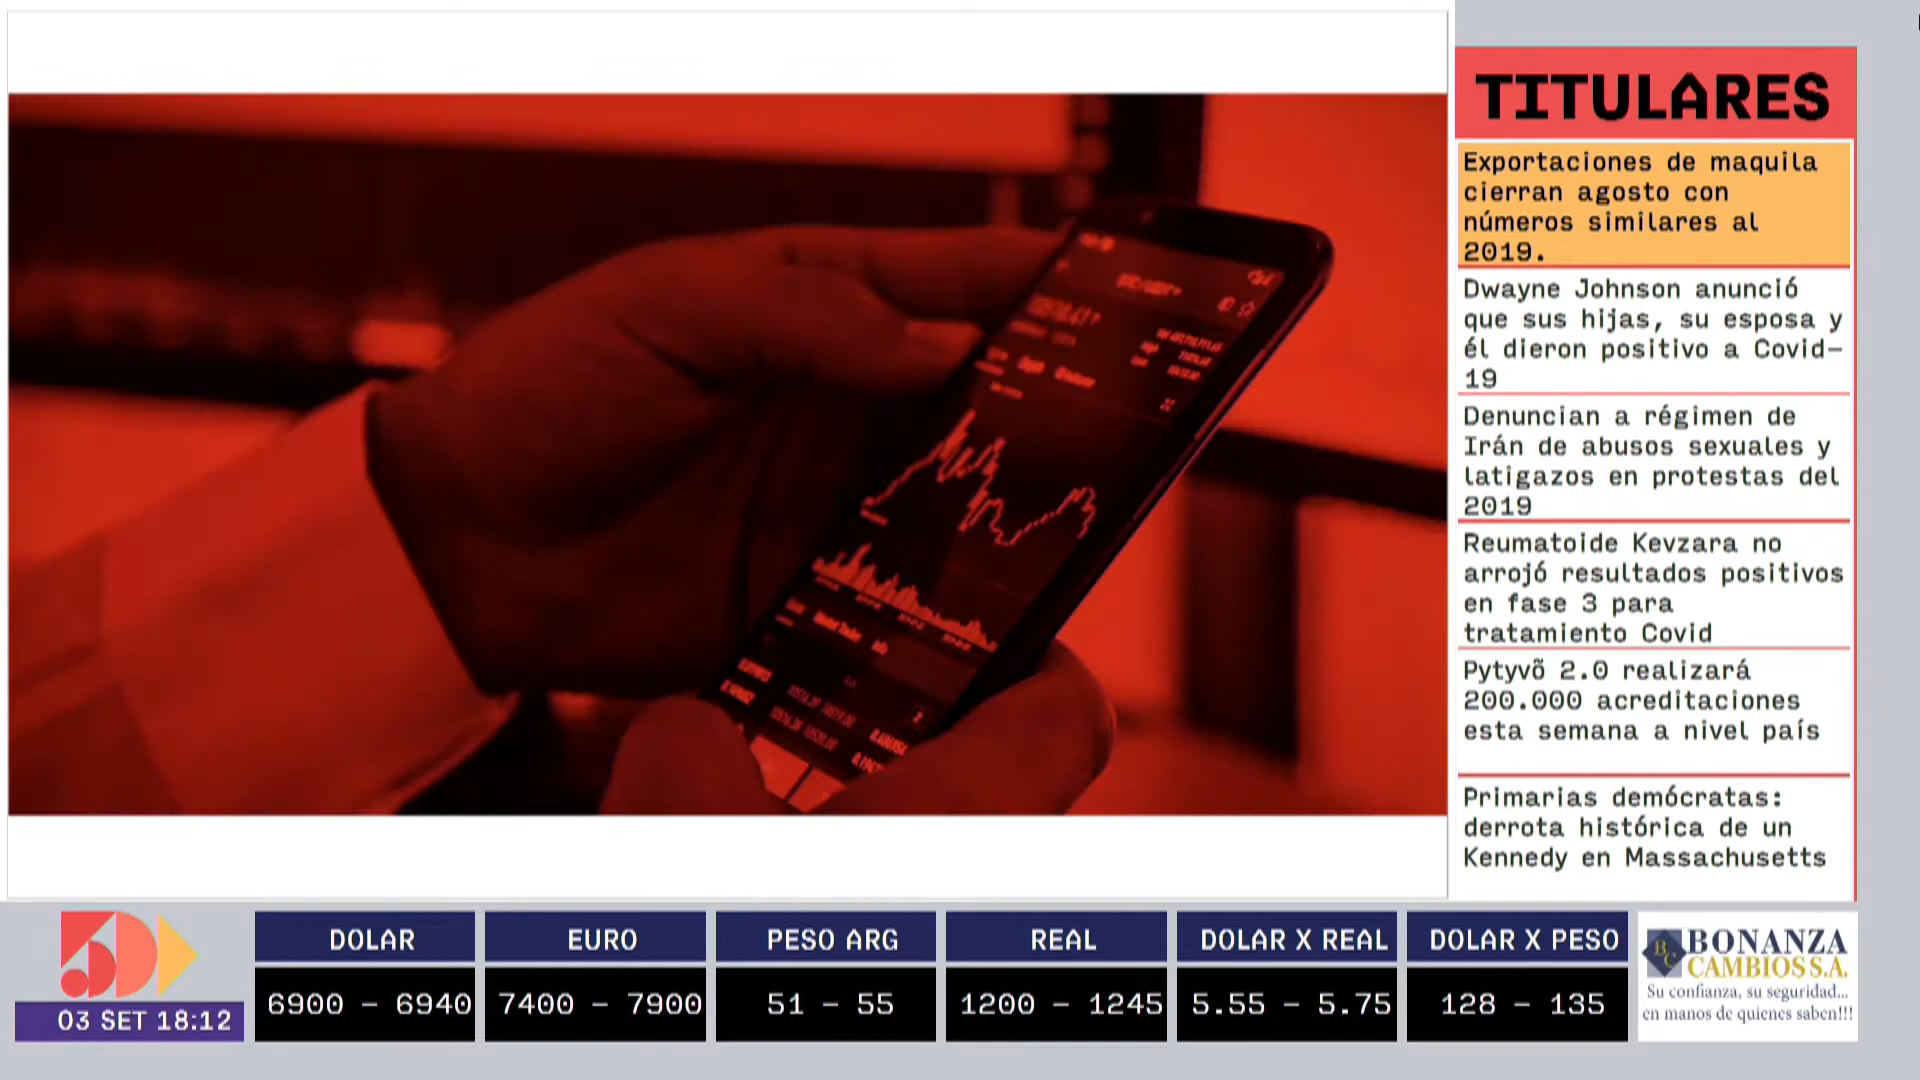 TITULARES
Exportaciones de maquila
cierran agosto con
números similares al
2019.
Dwayne Johnson anunció
que sus hijas, su esposa y
él dieron positivo a Covid-
19
Denuncian a régimen de
Irán de abusos sexuales y
latigazos en protestas del
2019
Reumatoide Kevzara no
arrojó resultados positivos
en fase 3 para
tratamiento Covid
Pytyvõ 2.0 realizará
200.000 acreditaciones
esta semana a nivel país
Primarias demócratas:
derrota histórica de un
Kennedy en Massachusetts
5D
03 SET 18:12
DOLAR
6900 - 6940
EURO
7400 - 7900
PESO ARG
51 - 55
REAL
1200 - 1245
DOLAR X REAL
5.55 - 5.75
DOLAR X PESO
128 - 135
BC
BONANZA
CAMBIOS S.A.
Su confianza, su seguridad...
en manos de quienes saben!!!